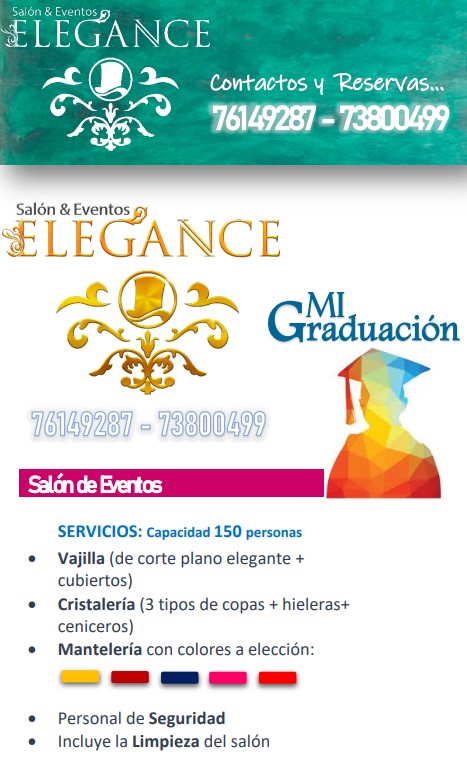 Salón & Eventos
ELEGANCE
Contactos y Reservas...
76149287 - 73800499
Salón & Eventos
ELEGANCE
MI
Graduación
76149287 - 73800499
Salón de Eventos
SERVICIOS: Capacidad 150 personas
• Vajilla (de corte plano elegante +
cubiertos)
• Cristalería (3 tipos de copas + hieleras+
ceniceros)
• Mantelería con colores a elección:
• Personal de Seguridad
• Incluye la Limpieza del salón